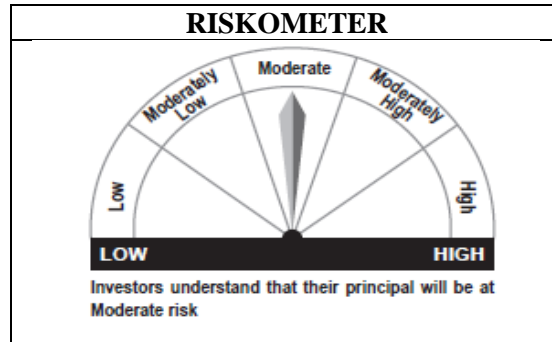 RISKOMETER
Moderate
Moderately
Low
Moderately
High
Low
High
LOW HIGH
Investors understand that their principal will be at
Moderate risk